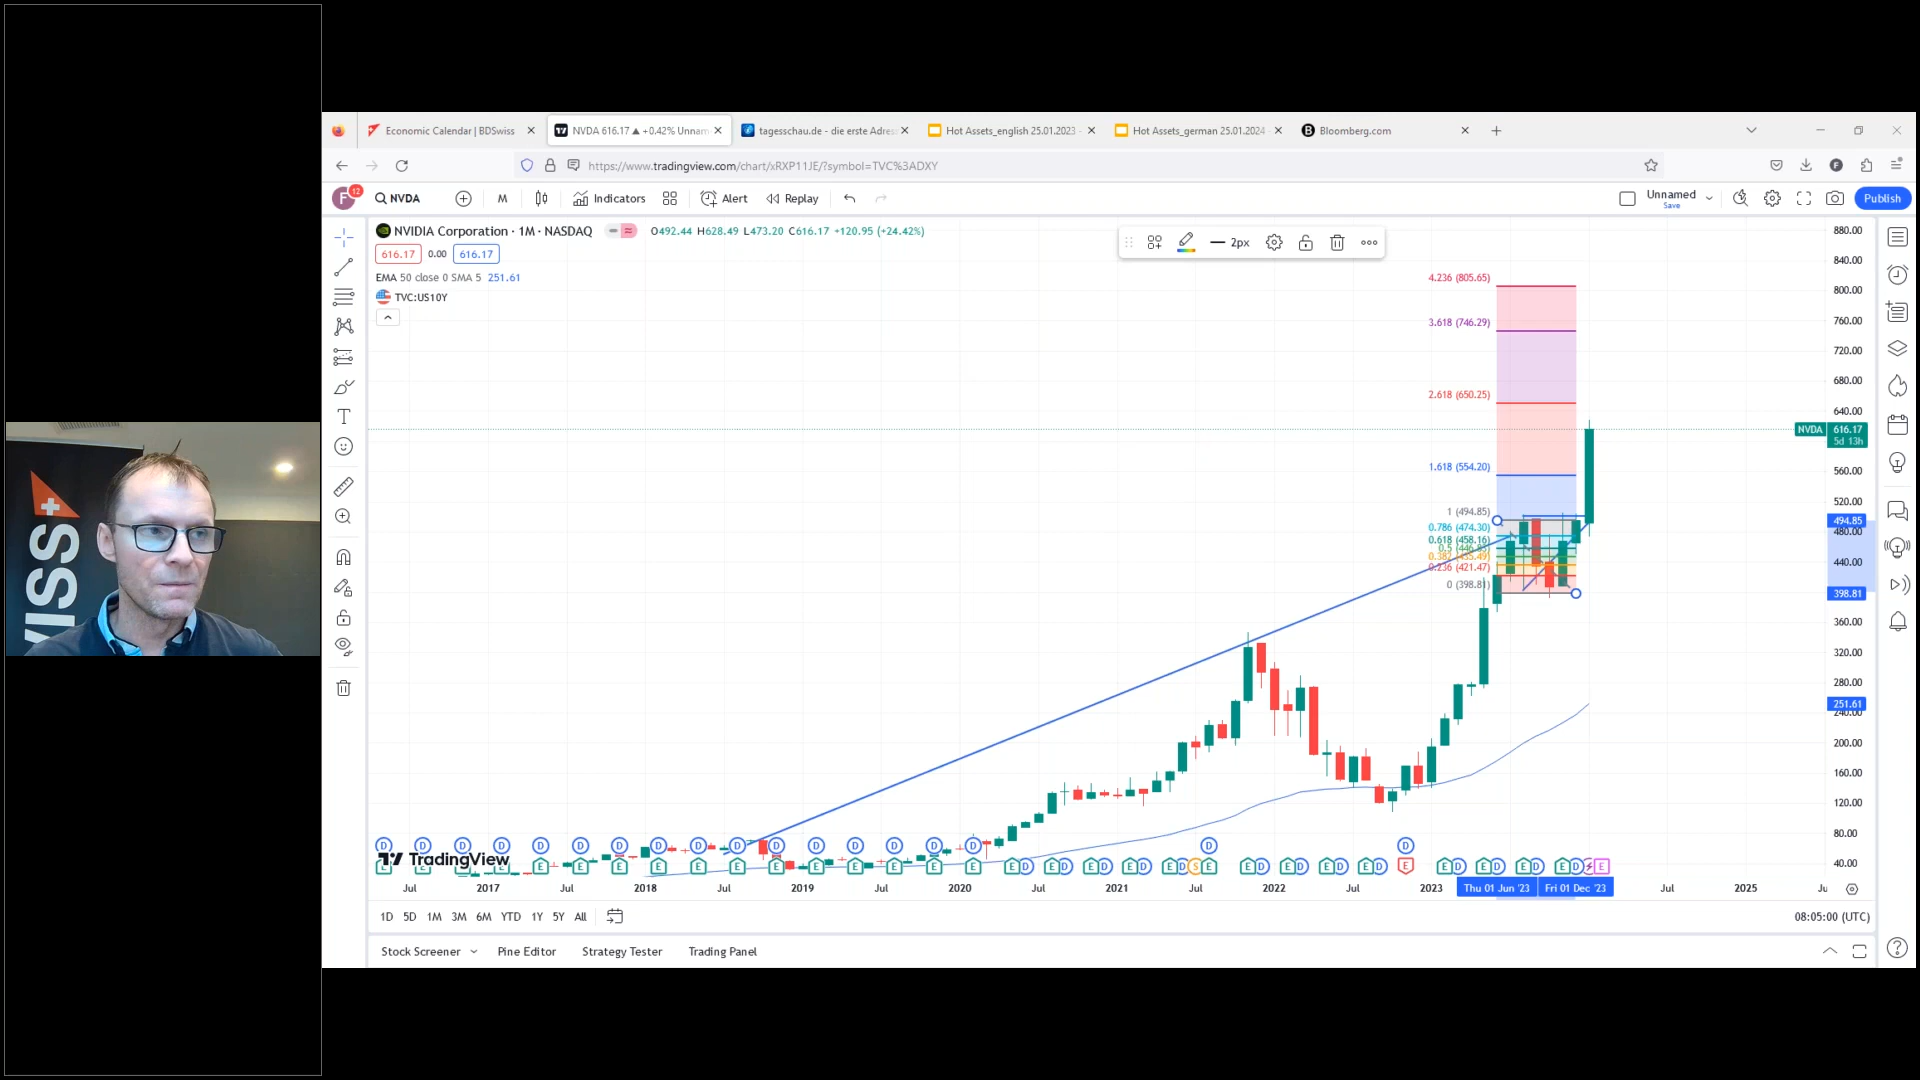 Economic Calendar | BDSwiss
NVDA 616.17 ▲ +0.42% Unnam
tagesschau.de - die erste Adres
Hot Assets_english 25.01.2023 -
Hot Assets_german 25.01.2024 -
Bloomberg.com
https://www.tradingview.com/chart/xRXP11JE/?symbol=TVC%3ADXY
F 12
NVDA
M
Indicators
Alert
Replay
Unnamed
Save
Publish
NVIDIA Corporation · 1M · NASDAQ
O492.44 H628.49 L473.20 C616.17 +120.95 (+24.42%)
616.17 0.00 616.17
EMA 50 close 0 SMA 5 251.61
TVC:US10Y
2px
4.236 (805.65)
3.618 (746.29)
2.618 (650.25)
1.618 (554.20)
1 (494.85)
0.786 (474.30)
0.618 (458.16)
0.236 (421.47)
0 (398.81)
880.00
840.00
800.00
760.00
720.00
680.00
640.00
NVDA 616.17
5d 13h
560.00
520.00
494.85
480.00
440.00
398.81
360.00
320.00
280.00
251.61
240.00
200.00
160.00
120.00
80.00
40.00
VISS
TradingView
Jul 2017 Jul 2018 Jul 2019 Jul 2020 Jul 2021 Jul 2022 Jul 2023 Thu 01 Jun '23 Fri 01 Dec '23 Jul 2025 Ju
1D 5D 1M 3M 6M YTD 1Y 5Y All
08:05:00 (UTC)
Stock Screener Pine Editor Strategy Tester Trading Panel